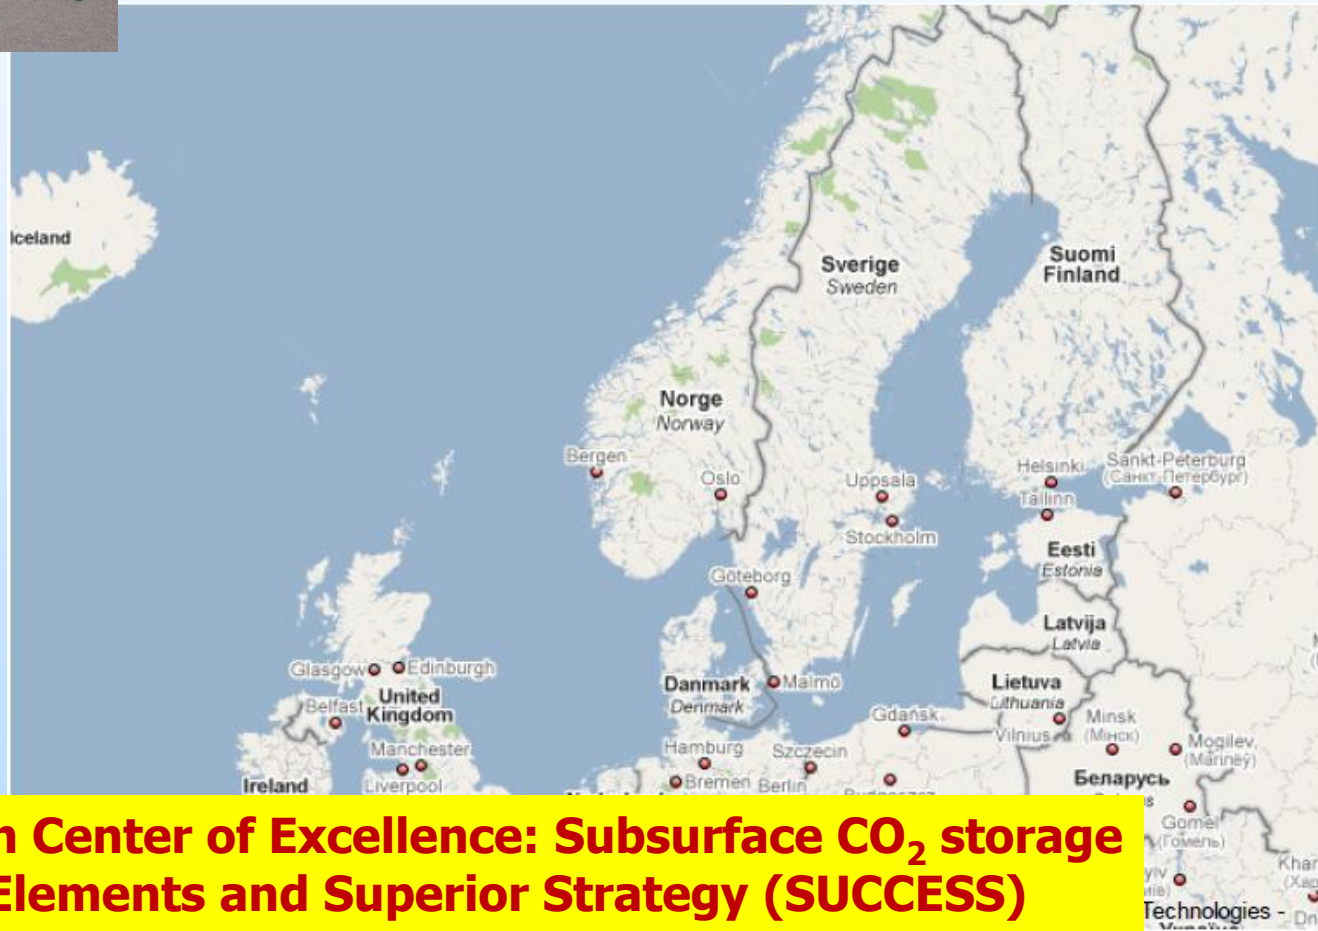 Iceland
Sverige
Sweden
Suomi
Finland
Norge
Norway
Bergen
Oslo
Uppsala
Stockholm
Helsinki
Sankt-Peterburg
(Санкт-Петербург)
Tallinn
Eesti
Estonia
Göteborg
Latvija
Latvia
Glasgow
Edinburgh
United
Kingdom
Belfast
Danmark
Denmark
Malmö
Lietuva
Lithuania
Vilnius
Gdańsk
Minsk
(Мінск)
Mogilev
Manchester
Liverpool
Ireland
Hamburg
Bremen
Szczecin
Berlin
Беларусь
Gomel
(Гомель)
n Center of Excellence: Subsurface CO₂ storage
Elements and Superior Strategy (SUCCESS)
Technologies -